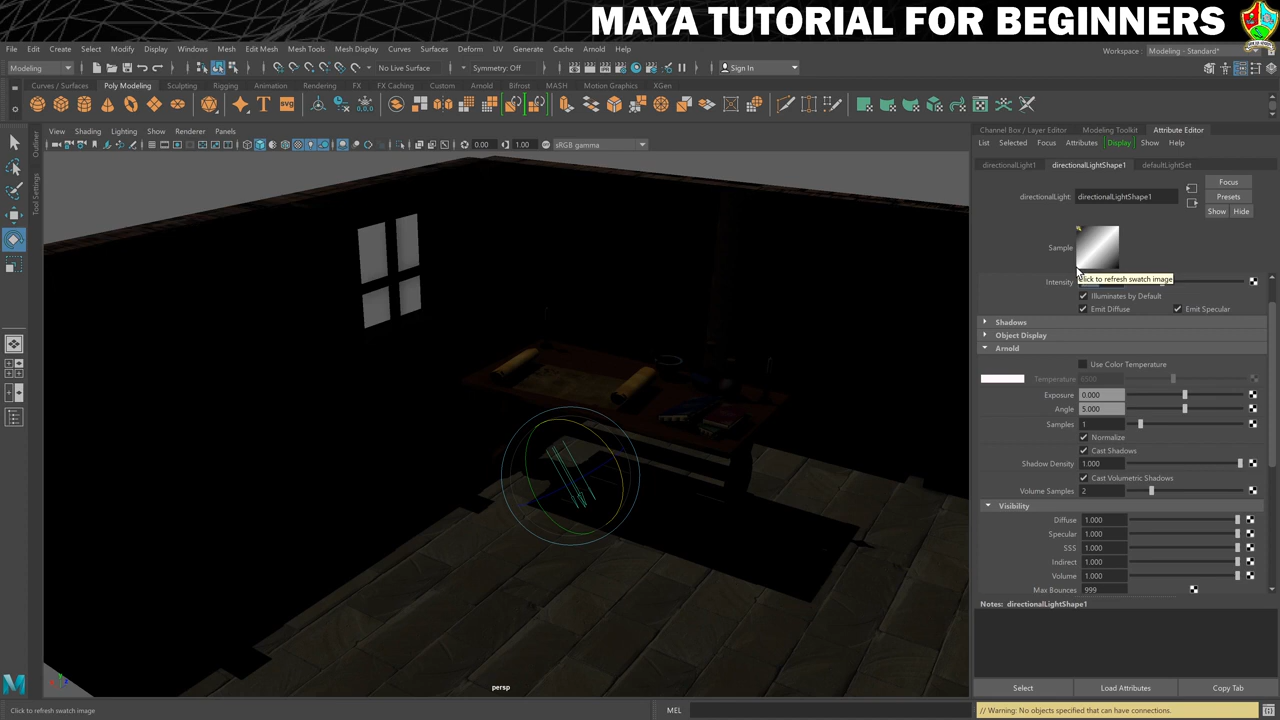 MAYA TUTORIAL FOR BEGINNERS
File Edit Create Select Modify Display Windows Mesh Edit Mesh Mesh Tools Mesh Display Curves Surfaces Deform UV Generate Cache Arnold Help
Workspace: Modeling - Standard*
Modeling No Live Surface Symmetry: Off Sign In
Curves / Surfaces Poly Modeling Sculpting Rigging Animation Rendering FX FX Caching Custom Arnold Bifrost MASH Motion Graphics XGen
View Shading Lighting Show Renderer Panels
0.00 1.00 sRGB gamma
Outliner
Tool Settings
persp
Channel Box / Layer Editor Modeling Toolkit Attribute Editor
List Selected Focus Attributes Display Show Help
directionalLight1 directionalLightShape1 defaultLightSet
Focus
directionalLight: directionalLightShape1 Presets
Show Hide
Sample
Click to refresh swatch image
Intensity
Illuminates by Default
Emit Diffuse Emit Specular
Shadows
Object Display
Arnold
Use Color Temperature
Temperature 6500
Exposure 0.000
Angle 5.000
Samples 1
Normalize
Cast Shadows
Shadow Density 1.000
Cast Volumetric Shadows
Volume Samples 2
Visibility
Diffuse 1.000
Specular 1.000
SSS 1.000
Indirect 1.000
Volume 1.000
Max Bounces 999
Notes: directionalLightShape1
Select Load Attributes Copy Tab
Click to refresh swatch image MEL // Warning: No objects specified that can have connections.